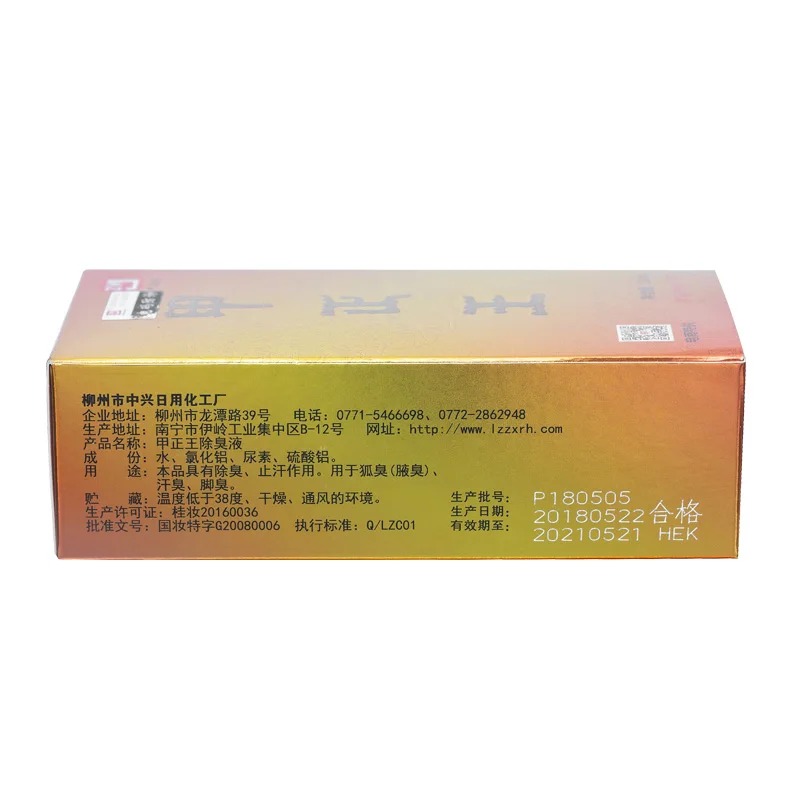 甲正王
柳州市中兴日用化工厂
企业地址：柳州市龙潭路39号 电话：0771-5466698、0772-2862948
生产地址：南宁市伊岭工业集中区B-12号 网址：http://www.lzzxrh.com
产品名称：甲正王除臭液
成 份：水、氯化铝、尿素、硫酸铝。
用 途：本品具有除臭、止汗作用。用于狐臭(腋臭)、
汗臭、脚臭。
贮 藏：温度低于38度、干燥、通风的环境。
生产许可证：桂妆20160036
批准文号：国妆特字G20080006 执行标准：Q/LZC01
生产批号： P180505
生产日期： 20180522 合格
有效期至： 20210521 HEK